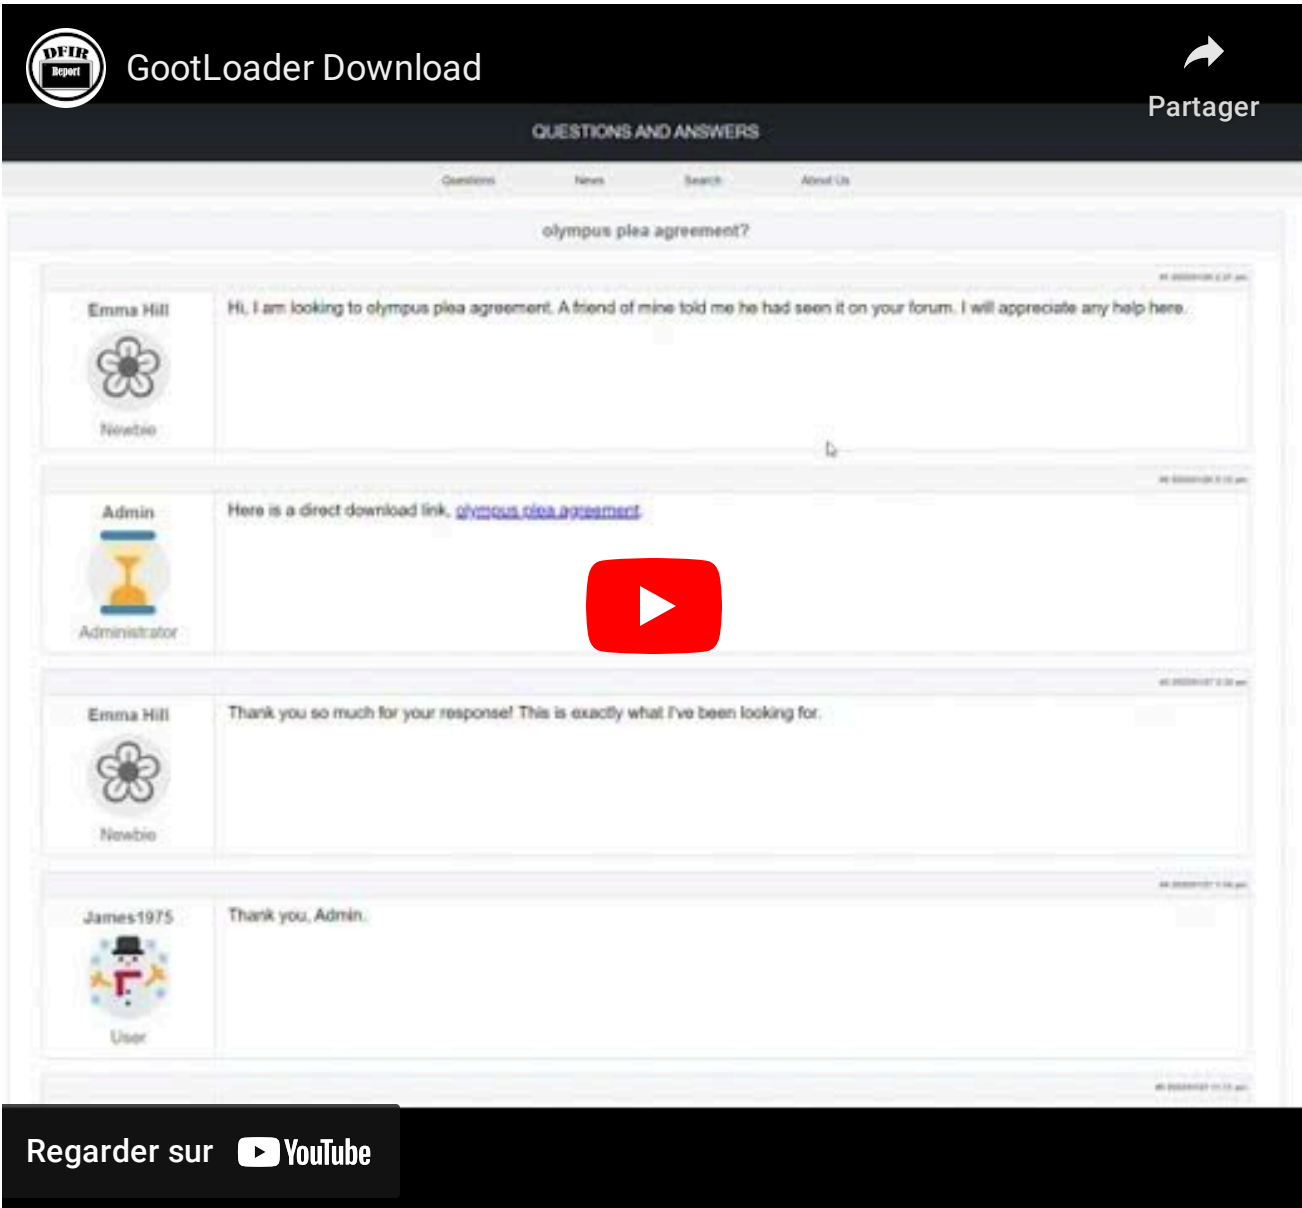 DFIR
Report
GootLoader Download
Partager
QUESTIONS AND ANSWERS
Questions News Search About Us
olympus plea agreement?
Emma Hill
Hi, I am looking to olympus plea agreement. A friend of mine told me he had seen it on your forum. I will appreciate any help here.
Newbie
Admin
Here is a direct download link, olympus plea agreement.
Administrator
Emma Hill
Thank you so much for your response! This is exactly what I've been looking for.
Newbie
James1975
Thank you, Admin.
User
Regarder sur YouTube